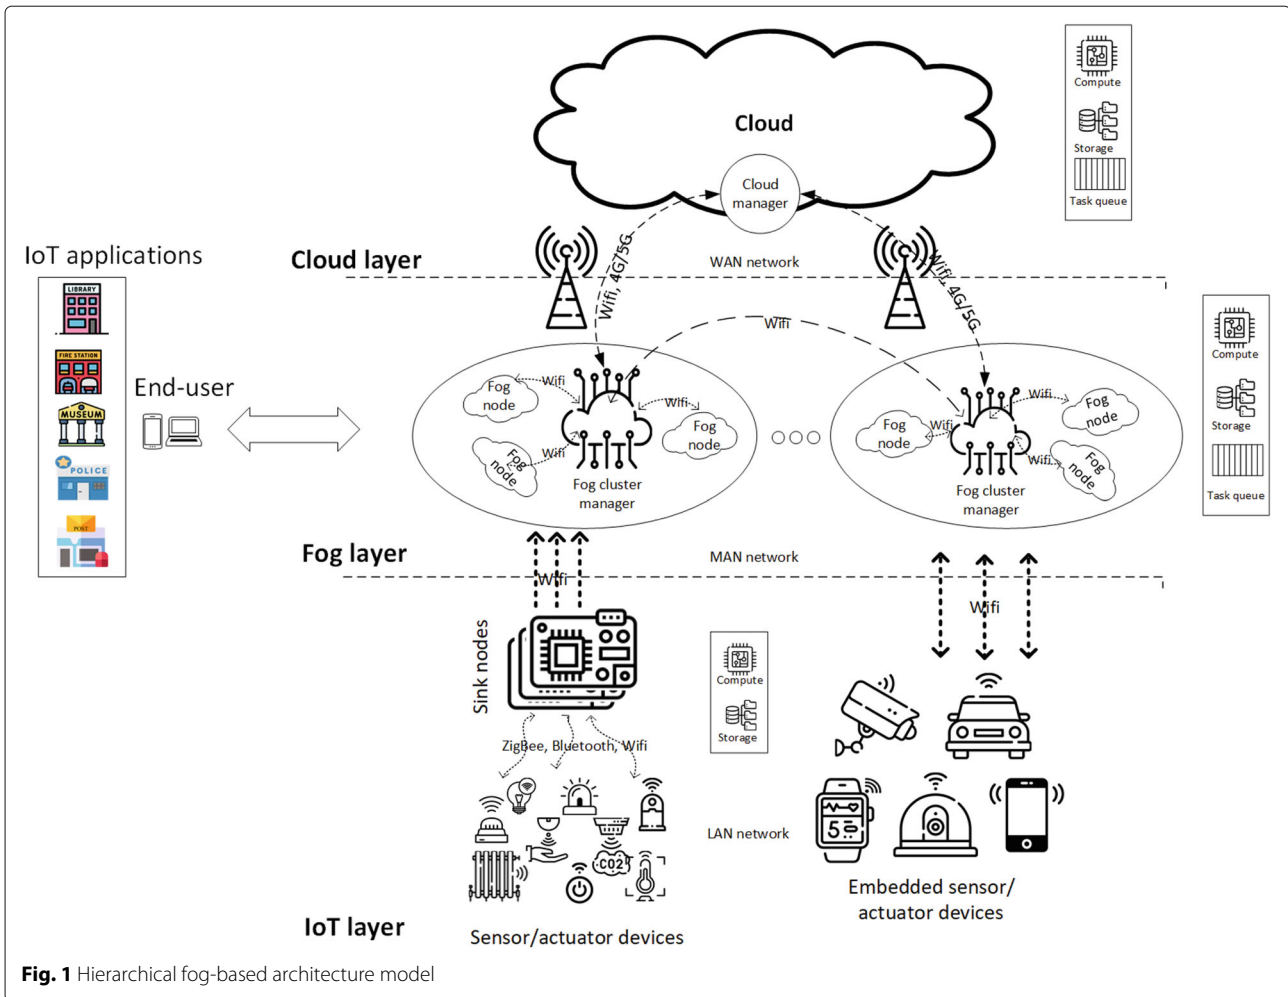 Cloud
Cloud
manager
Compute
Storage
Task queue
Cloud layer
WAN network
Wifi, 4G/5G
Wifi, 4G/5G
IoT applications
LIBRARY
FIRE STATION
MUSEUM
POLICE
POST
End-user
Wifi
Fog
node
Wifi
Wifi
Fog
node
Fog
node
Wifi
Fog cluster
manager
Fog
node
Wifi
Wifi
Fog
node
Wifi
Fog
node
Fog cluster
manager
Compute
Storage
Task queue
Fog layer
MAN network
Wifi
Wifi
Sink nodes
Compute
Storage
ZigBee, Bluetooth, Wifi
CO2
5
LAN network
IoT layer
Sensor/actuator devices
Embedded sensor/
actuator devices
Fig. 1 Hierarchical fog-based architecture model